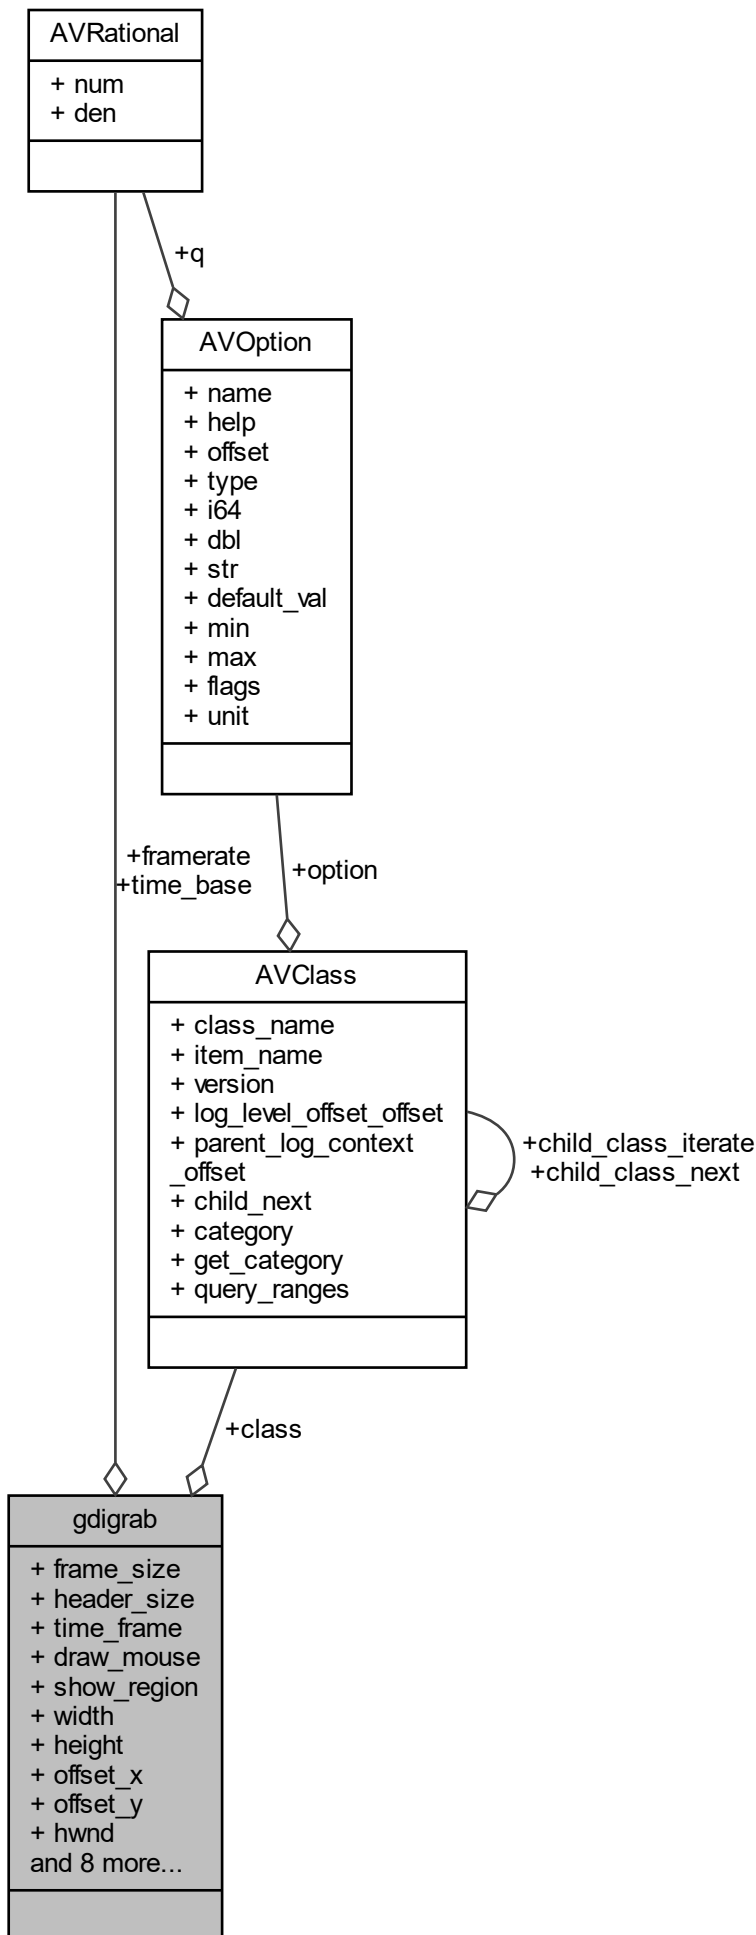 AVRational
+ num
+ den
+q
AVOption
+ name
+ help
+ offset
+ type
+ i64
+ dbl
+ str
+ default_val
+ min
+ max
+ flags
+ unit
+framerate
+time_base
+option
AVClass
+ class_name
+ item_name
+ version
+ log_level_offset_offset
+ parent_log_context
_offset
+ child_next
+ category
+ get_category
+ query_ranges
+child_class_iterate
+child_class_next
+class
gdigrab
+ frame_size
+ header_size
+ time_frame
+ draw_mouse
+ show_region
+ width
+ height
+ offset_x
+ offset_y
+ hwnd
and 8 more...